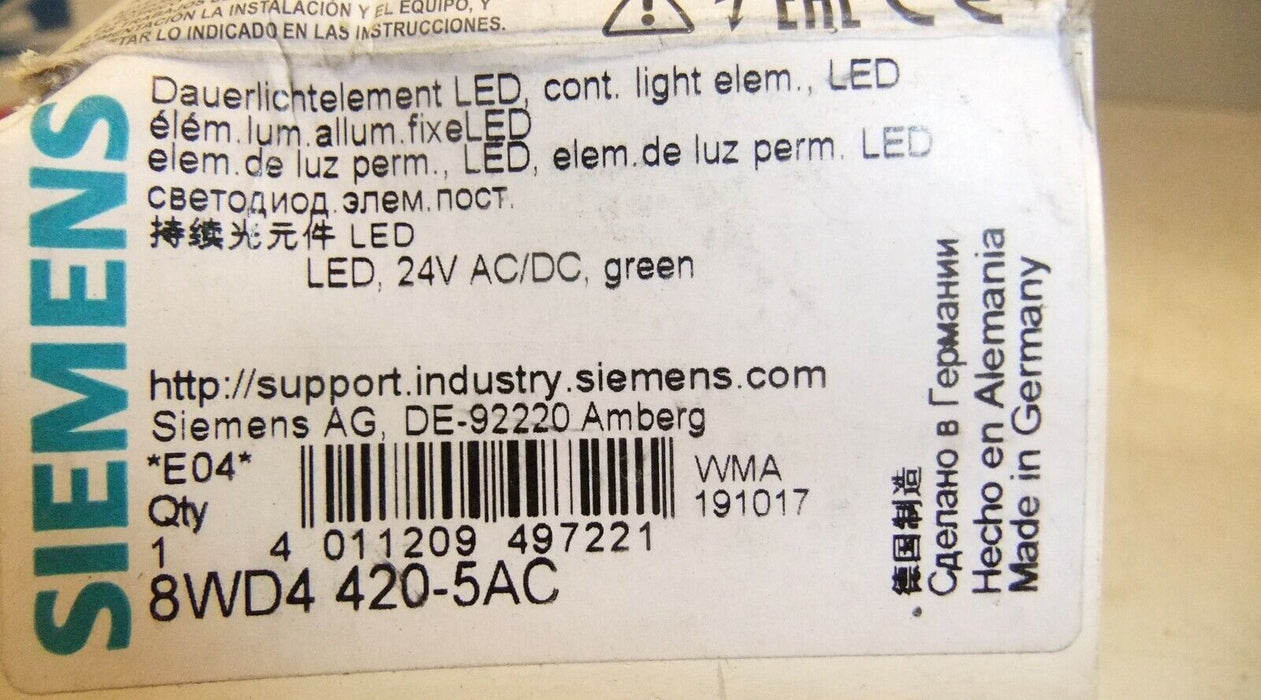 RACIÓN LA INSTALACIÓN Y EL EQUIPO, Y
LO INDICADO EN LAS INSTRUCCIONES.
EAC CE
SIEMENS
Dauerlichtelement LED, cont. light elem., LED
élém.lum.allum.fixeLED
elem.de luz perm., LED, elem.de luz perm. LED
светодиод.элем.пост.
持续光元件 LED
LED, 24V AC/DC, green
http://support.industry.siemens.com
Siemens AG, DE-92220 Amberg
*E04*
WMA
191017
Qty
1
4 011209 497221
8WD4 420-5AC
德国制造
Сделано в Германии
Hecho en Alemania
Made in Germany